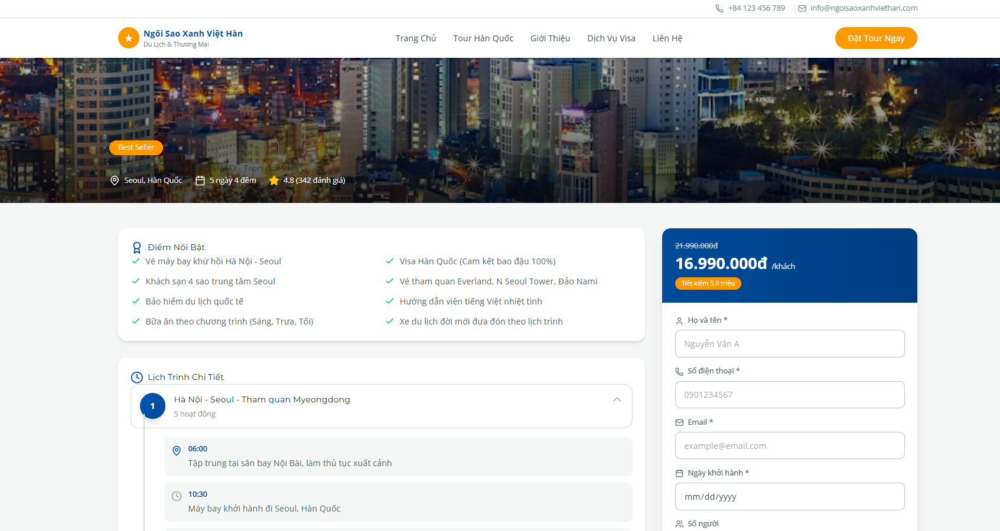 +84 123 456 789 info@ngoisaoxanhviethan.com
Ngôi Sao Xanh Việt Hàn
Du Lịch & Thương Mại
Trang Chủ Tour Hàn Quốc Giới Thiệu Dịch Vụ Visa Liên Hệ
Đặt Tour Ngay
Best Seller
5N4D - Trọn Gói Visa
Seoul, Hàn Quốc 5 ngày 4 đêm 4.8 (342 đánh giá)
Điểm Nổi Bật
Vé máy bay khứ hồi Hà Nội - Seoul
Visa Hàn Quốc (Cam kết bao đậu 100%)
Khách sạn 4 sao trung tâm Seoul
Vé tham quan Everland, N Seoul Tower, Đảo Nami
Bảo hiểm du lịch quốc tế
Hướng dẫn viên tiếng Việt nhiệt tình
Bữa ăn theo chương trình (Sáng, Trưa, Tối)
Xe du lịch đời mới đưa đón theo lịch trình
Lịch Trình Chi Tiết
1
Hà Nội - Seoul - Tham quan Myeongdong
5 hoạt động
06:00
Tập trung tại sân bay Nội Bài, làm thủ tục xuất cảnh
10:30
Máy bay khởi hành đi Seoul, Hàn Quốc
21.990.000đ
16.990.000đ /khách
Tiết kiệm 5.0 triệu
Họ và tên *
Nguyễn Văn A
Số điện thoại *
0901234567
Email *
example@email.com
Ngày khởi hành *
mm/dd/yyyy
Số người